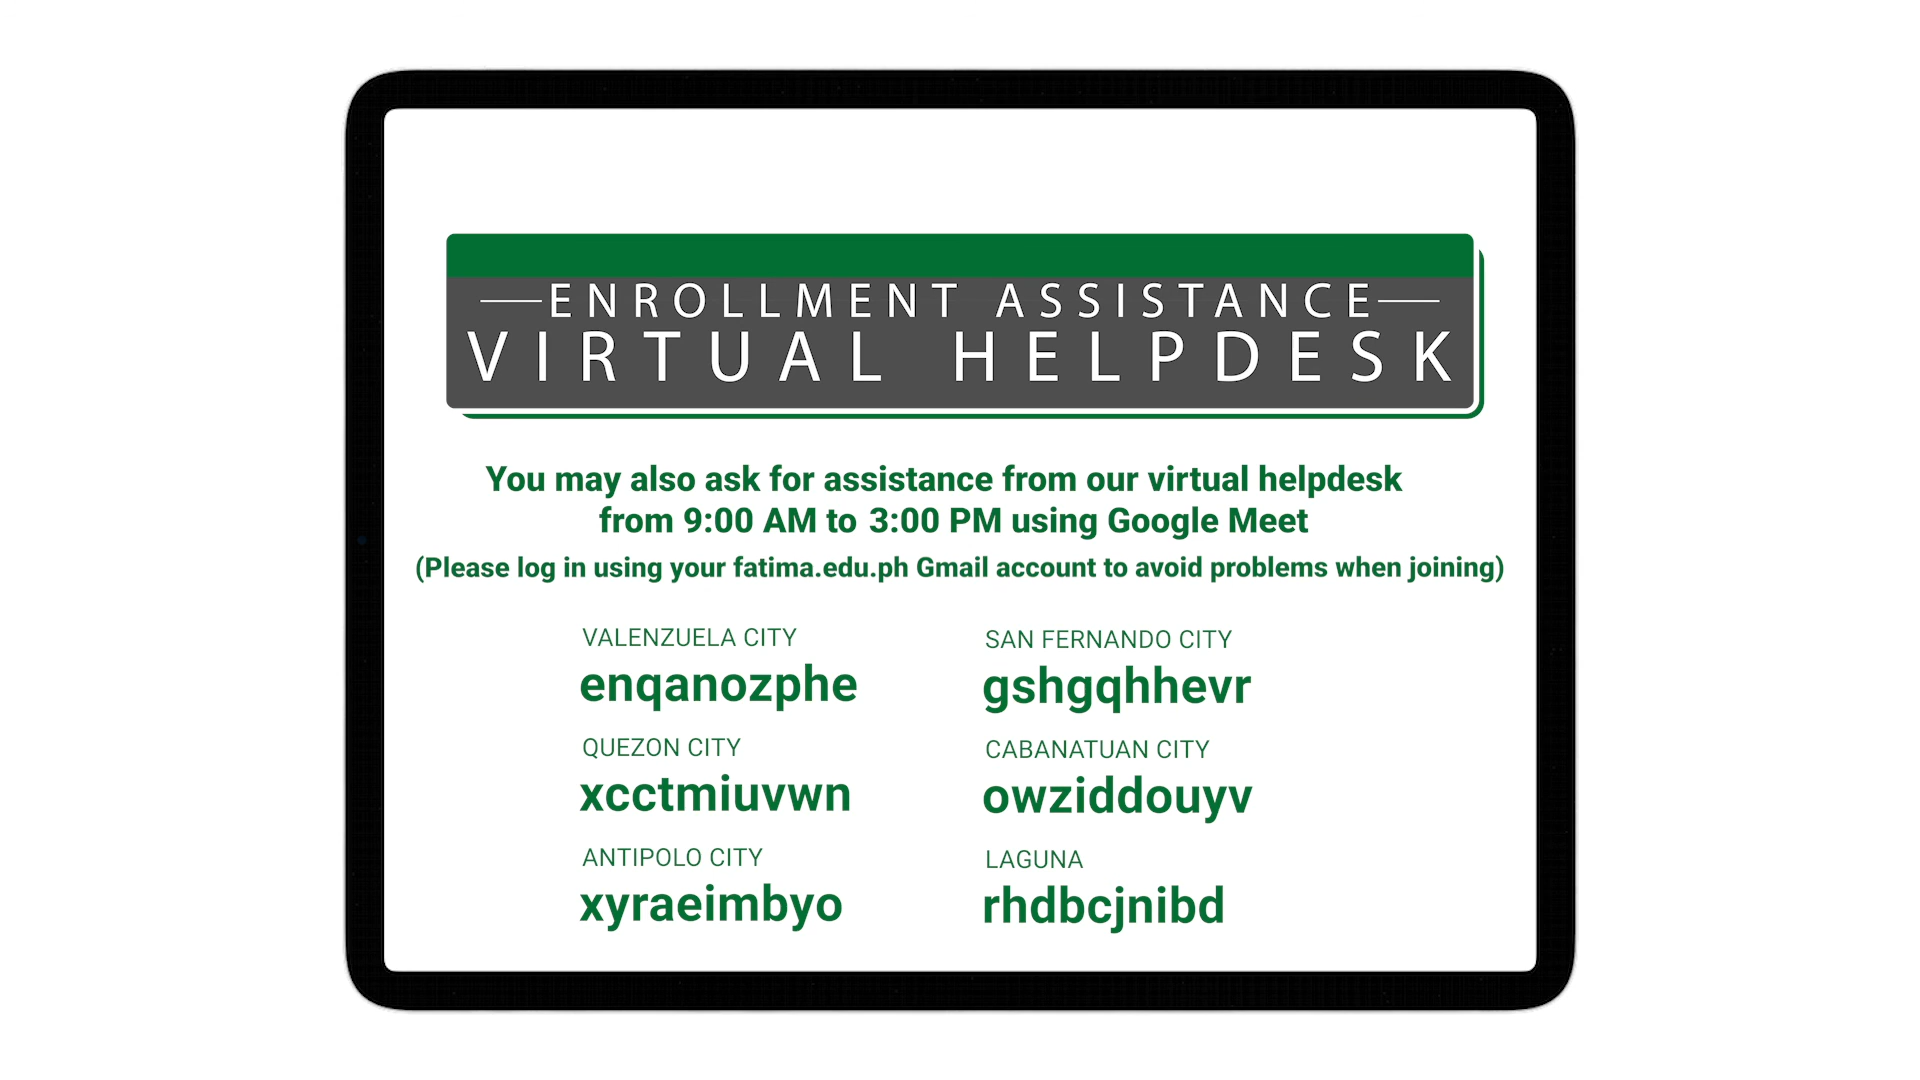 ENROLLMENT ASSISTANCE
VIRTUAL HELPDESK
You may also ask for assistance from our virtual helpdesk
from 9:00 AM to 3:00 PM using Google Meet
(Please log in using your fatima.edu.ph Gmail account to avoid problems when joining)
VALENZUELA CITY
enqanozphe
QUEZON CITY
xcctmiuvwn
ANTIPOLO CITY
xyraeimbyo
SAN FERNANDO CITY
gshgqhhevr
CABANATUAN CITY
owziddouyv
LAGUNA
rhdbcjnibd